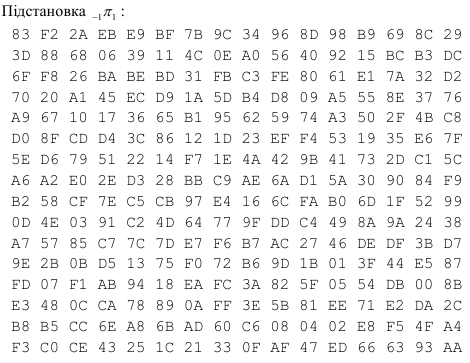 Підстановка ₋₁π₁ :
83 F2 2A EB E9 BF 7B 9C 34 96 8D 98 B9 69 8C 29
3D 88 68 06 39 11 4C 0E A0 56 40 92 15 BC B3 DC
6F F8 26 BA BE BD 31 FB C3 FE 80 61 E1 7A 32 D2
70 20 A1 45 EC D9 1A 5D B4 D8 09 A5 55 8E 37 76
A9 67 10 17 36 65 B1 95 62 59 74 A3 50 2F 4B C8
D0 8F CD D4 3C 86 12 1D 23 EF F4 53 19 35 E6 7F
5E D6 79 51 22 14 F7 1E 4A 42 9B 41 73 2D C1 5C
A6 A2 E0 2E D3 28 BB C9 AE 6A D1 5A 30 90 84 F9
B2 58 CF 7E C5 CB 97 E4 16 6C FA B0 6D 1F 52 99
0D 4E 03 91 C2 4D 64 77 9F DD C4 49 8A 9A 24 38
A7 57 85 C7 7C 7D E7 F6 B7 AC 27 46 DE DF 3B D7
9E 2B 0B D5 13 75 F0 72 B6 9D 1B 01 3F 44 E5 87
FD 07 F1 AB 94 18 EA FC 3A 82 5F 05 54 DB 00 8B
E3 48 0C CA 78 89 0A FF 3E 5B 81 EE 71 E2 DA 2C
B8 B5 CC 6E A8 6B AD 60 C6 08 04 02 E8 F5 4F A4
F3 C0 CE 43 25 1C 21 33 0F AF 47 ED 66 63 93 AA